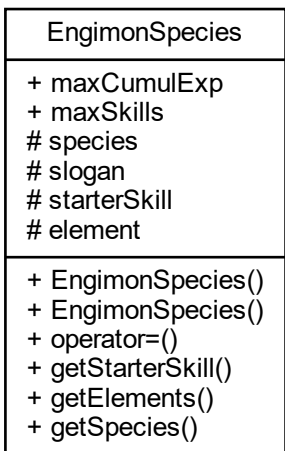 EngimonSpecies
+ maxCumulExp
+ maxSkills
# species
# slogan
# starterSkill
# element
+ EngimonSpecies()
+ EngimonSpecies()
+ operator=()
+ getStarterSkill()
+ getElements()
+ getSpecies()